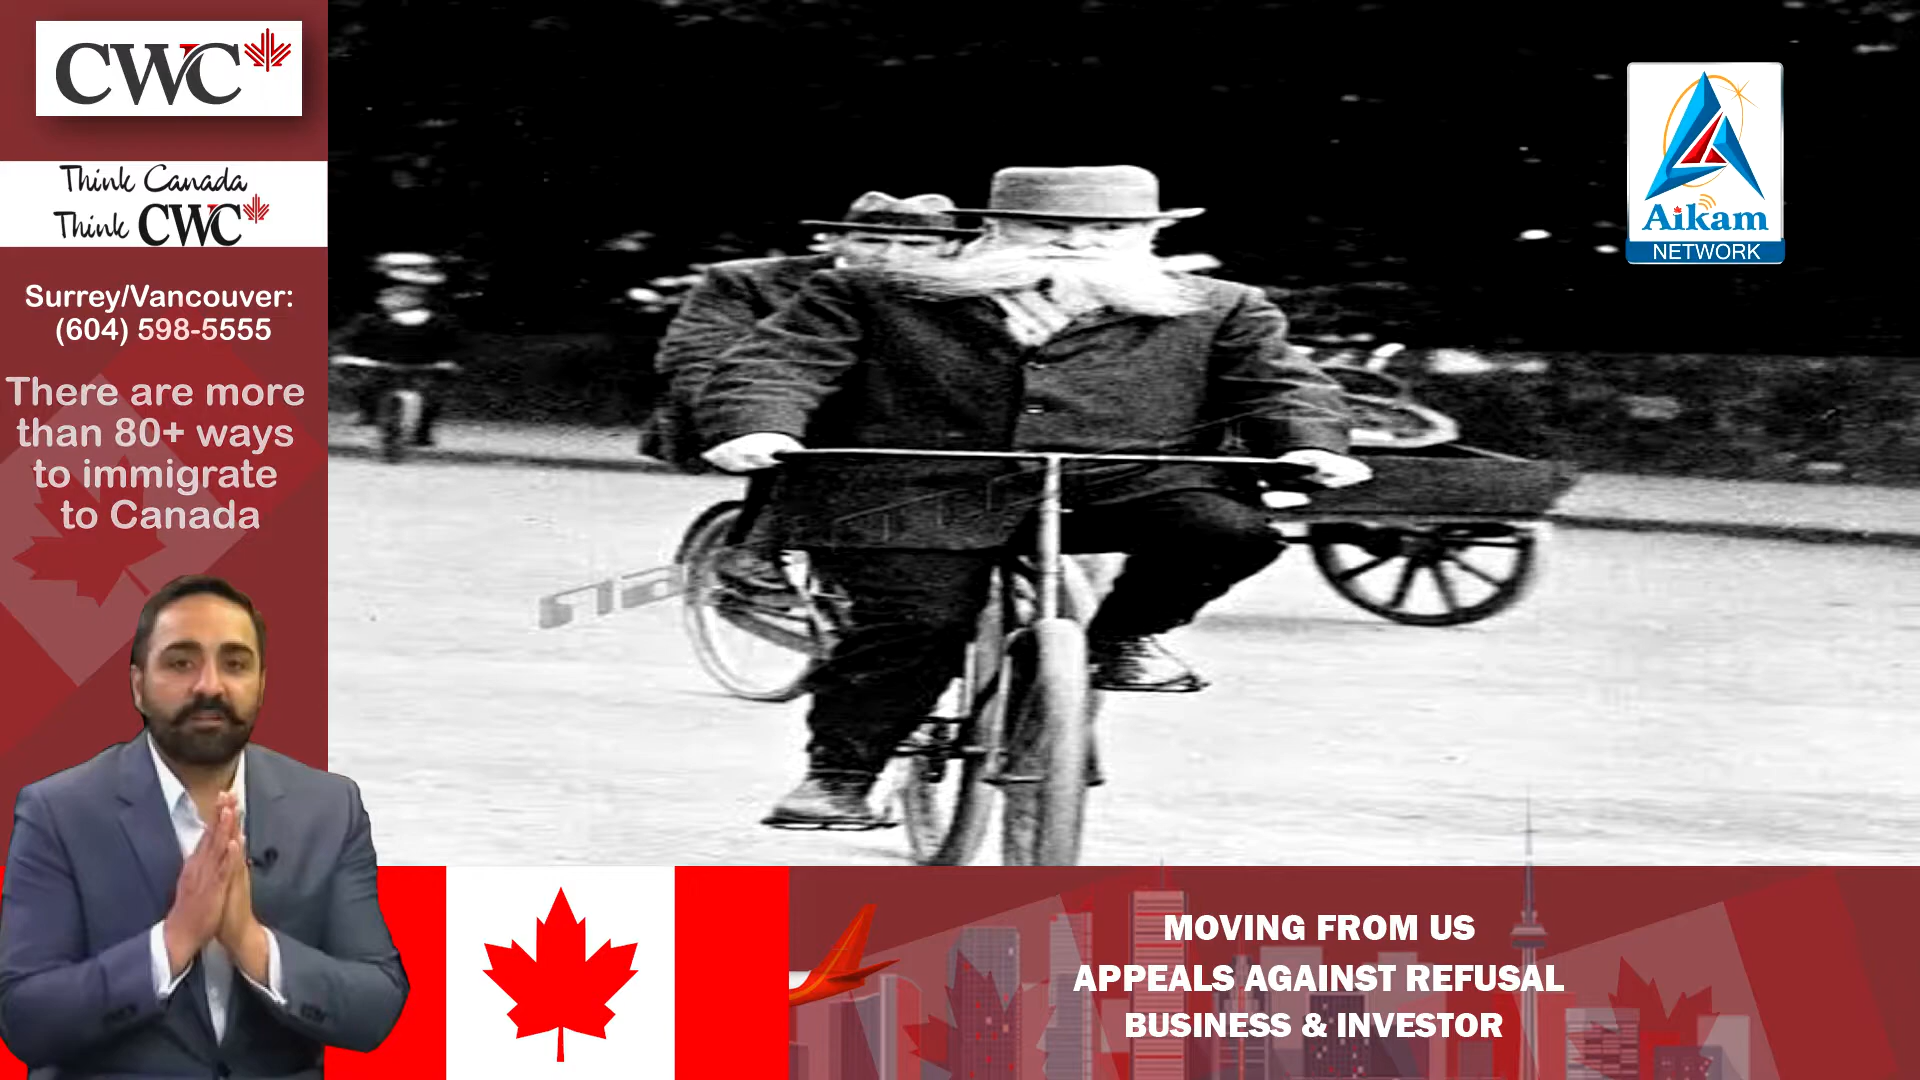 CWC
Think Canada
Think CWC
Surrey/Vancouver:
(604) 598-5555
There are more
than 80+ ways
to immigrate
to Canada
Aikam
NETWORK
MOVING FROM US
APPEALS AGAINST REFUSAL
BUSINESS & INVESTOR